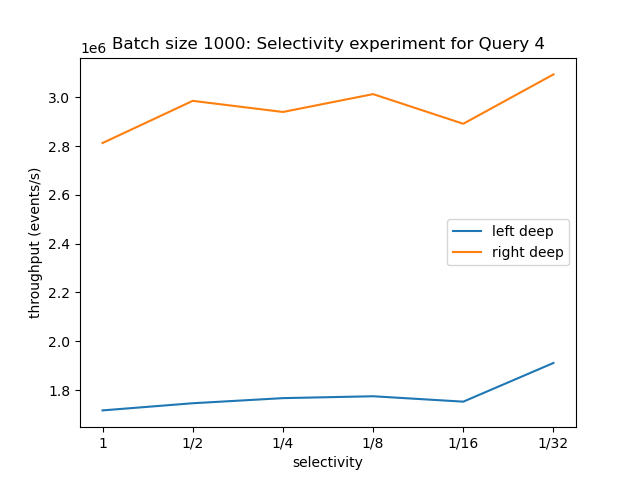 Batch size 1000: Selectivity experiment for Query 4
1e6
3.0
2.8
2.6
2.4
2.2
2.0
1.8
throughput (events/s)
left deep
right deep
1 1/2 1/4 1/8 1/16 1/32
selectivity